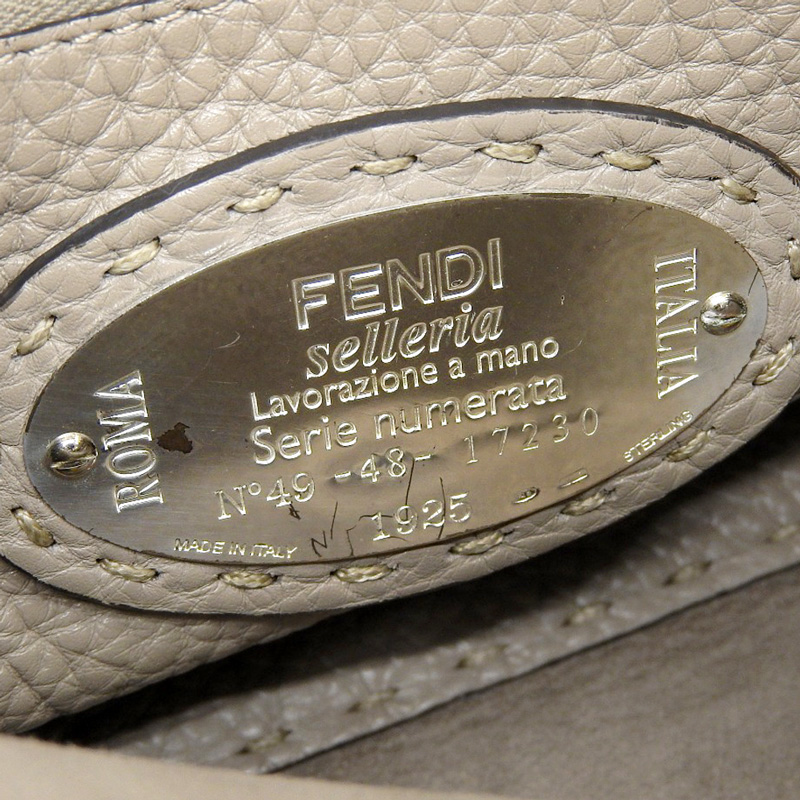 FENDI
selleria
Lavorazione a mano
Serie numerata
N°49 -48- 17230
1925
ROMA
ITALIA
MADE IN ITALY
STERLING